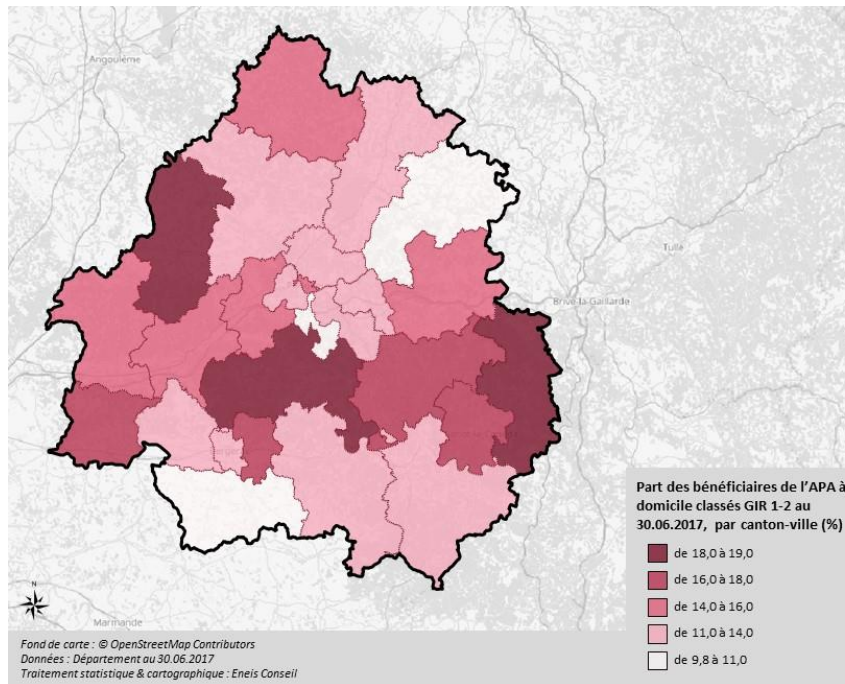 Angoulême
Tulle
Brive-la-Gaillarde
Part des bénéficiaires de l'APA à
domicile classés GIR 1-2 au
30.06.2017, par canton-ville (%)
de 18,0 à 19,0
de 16,0 à 18,0
de 14,0 à 16,0
de 11,0 à 14,0
de 9,8 à 11,0
N
Marmande
Fond de carte : © OpenStreetMap Contributors
Données : Département au 30.06.2017
Traitement statistique & cartographique : Eneis Conseil